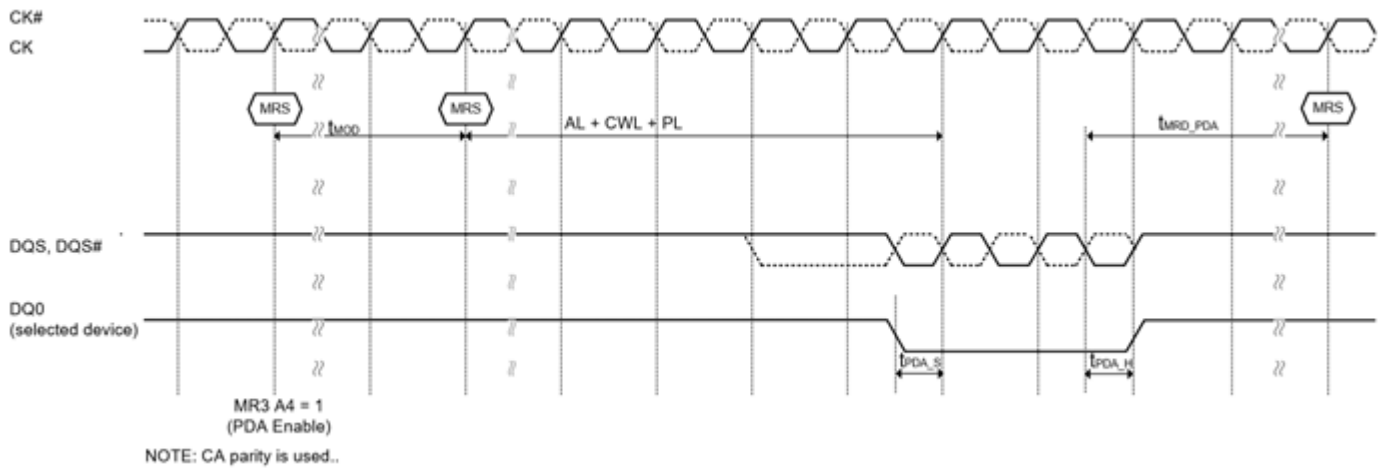 CK#
CK
MRS
MRS
MRS
tMOD
AL + CWL + PL
tMRD_PDA
DQS, DQS#
DQ0
(selected device)
tPDA_S
tPDA_H
MR3 A4 = 1
(PDA Enable)
NOTE: CA parity is used..